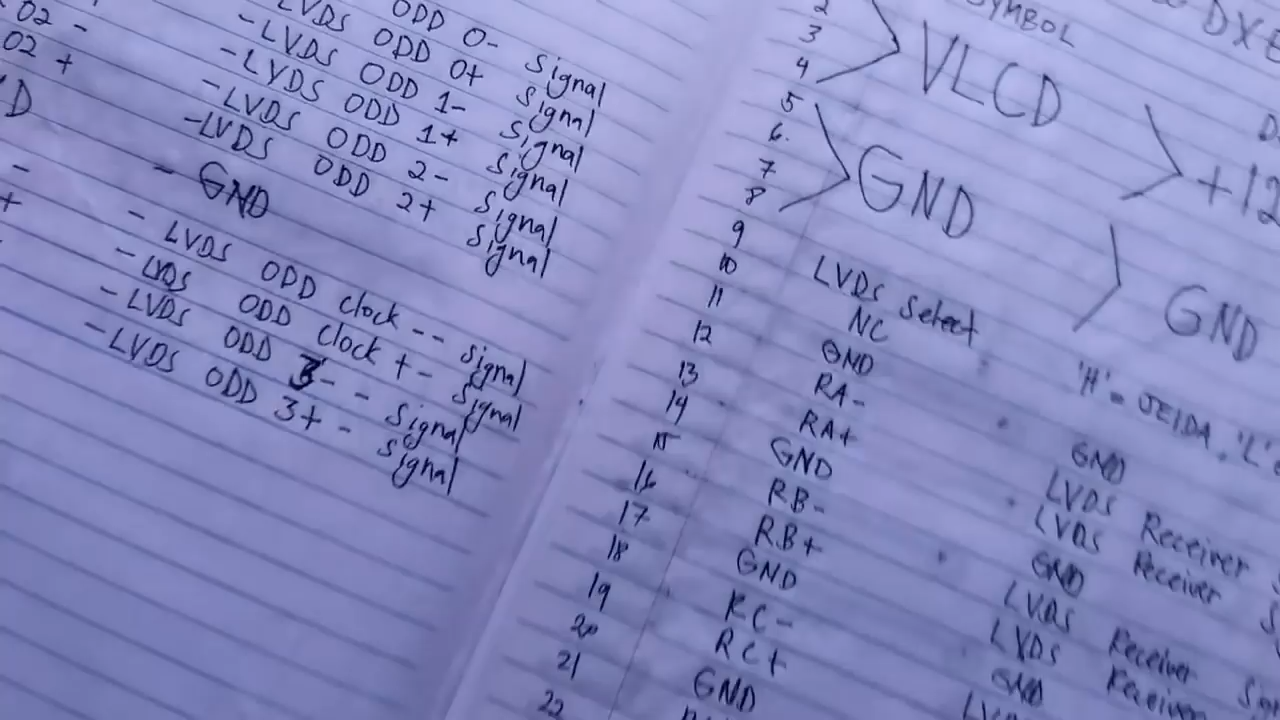 ODD 0- Signal
LVDS ODD 0+ Signal
02 - - LVDS ODD 1- Signal
02 + - LVDS ODD 1+ Signal
D - LVDS ODD 2- Signal
- LVDS ODD 2+ Signal
- GND
- - LVDS ODD clock -- Signal
+ - LVDS ODD clock + - Signal
- LVDS ODD 3- - Signal
- LVDS ODD 3+ - Signal
SYMBOL
2
3 VLCD +12
4
5
6. GND GND
7
8
9 LVDS Select 'H' = JEIDA, 'L'
10 NC
11 GND GND
12 RA- LVDS Receiver
13 RA+ LVDS Receiver
14 GND GND
15 RB- LVDS Receiver
16 RB+ LVDS Receiver
17 GND GND
18 RC- LVDS
19 RC+
20 GND
21
22